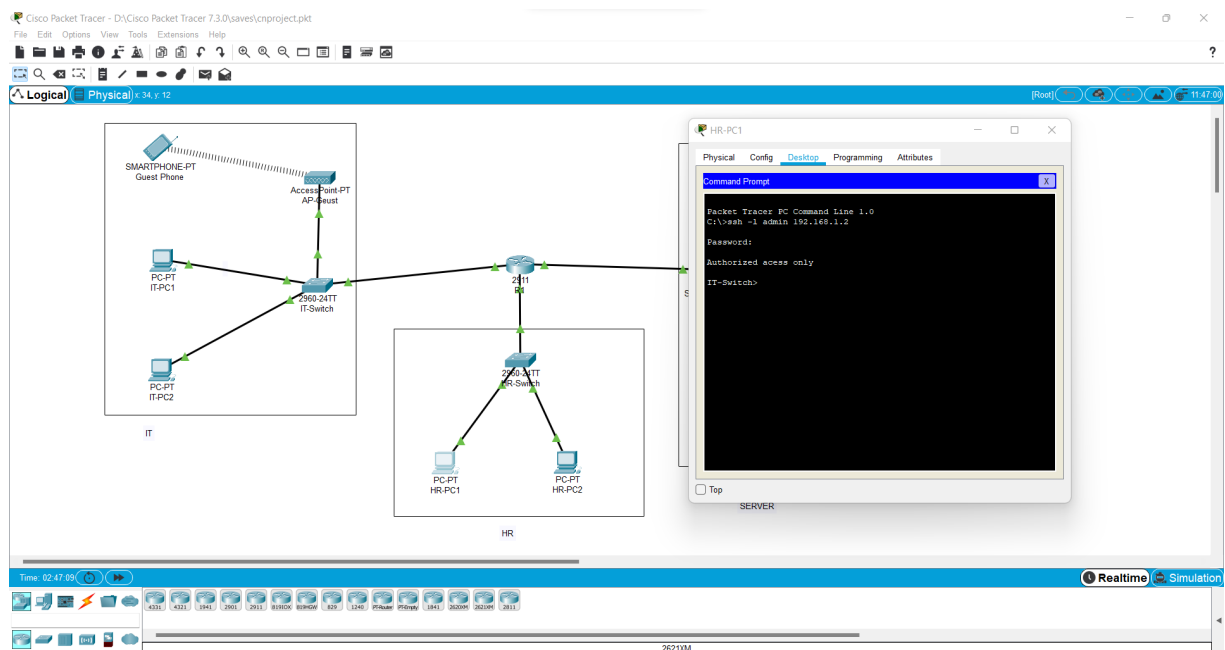 Cisco Packet Tracer - D:\Cisco Packet Tracer 7.3.0\saves\cnproject.pkt
File Edit Options View Tools Extensions Help
?
Logical Physical x: 34, y: 12 [Root] 11:47:00
SMARTPHONE-PT
Guest Phone
AccessPoint-PT
AP-Geust
PC-PT
IT-PC1
2960-24TT
IT-Switch
PC-PT
IT-PC2
IT
2911
R1
2960-24TT
HR-Switch
PC-PT
HR-PC1
PC-PT
HR-PC2
HR
S
HR-PC1
Physical Config Desktop Programming Attributes
Command Prompt X
Packet Tracer PC Command Line 1.0
C:\>ssh -l admin 192.168.1.2
Password:
Authorized acess only
IT-Switch>
Top
SERVER
Time: 02:47:09 Realtime Simulation
4331 4321 1941 2901 2911 819IOX 819HGW 829 1240 PT-Router PT-Empty 1841 2620XM 2621XM 2811
2621XM